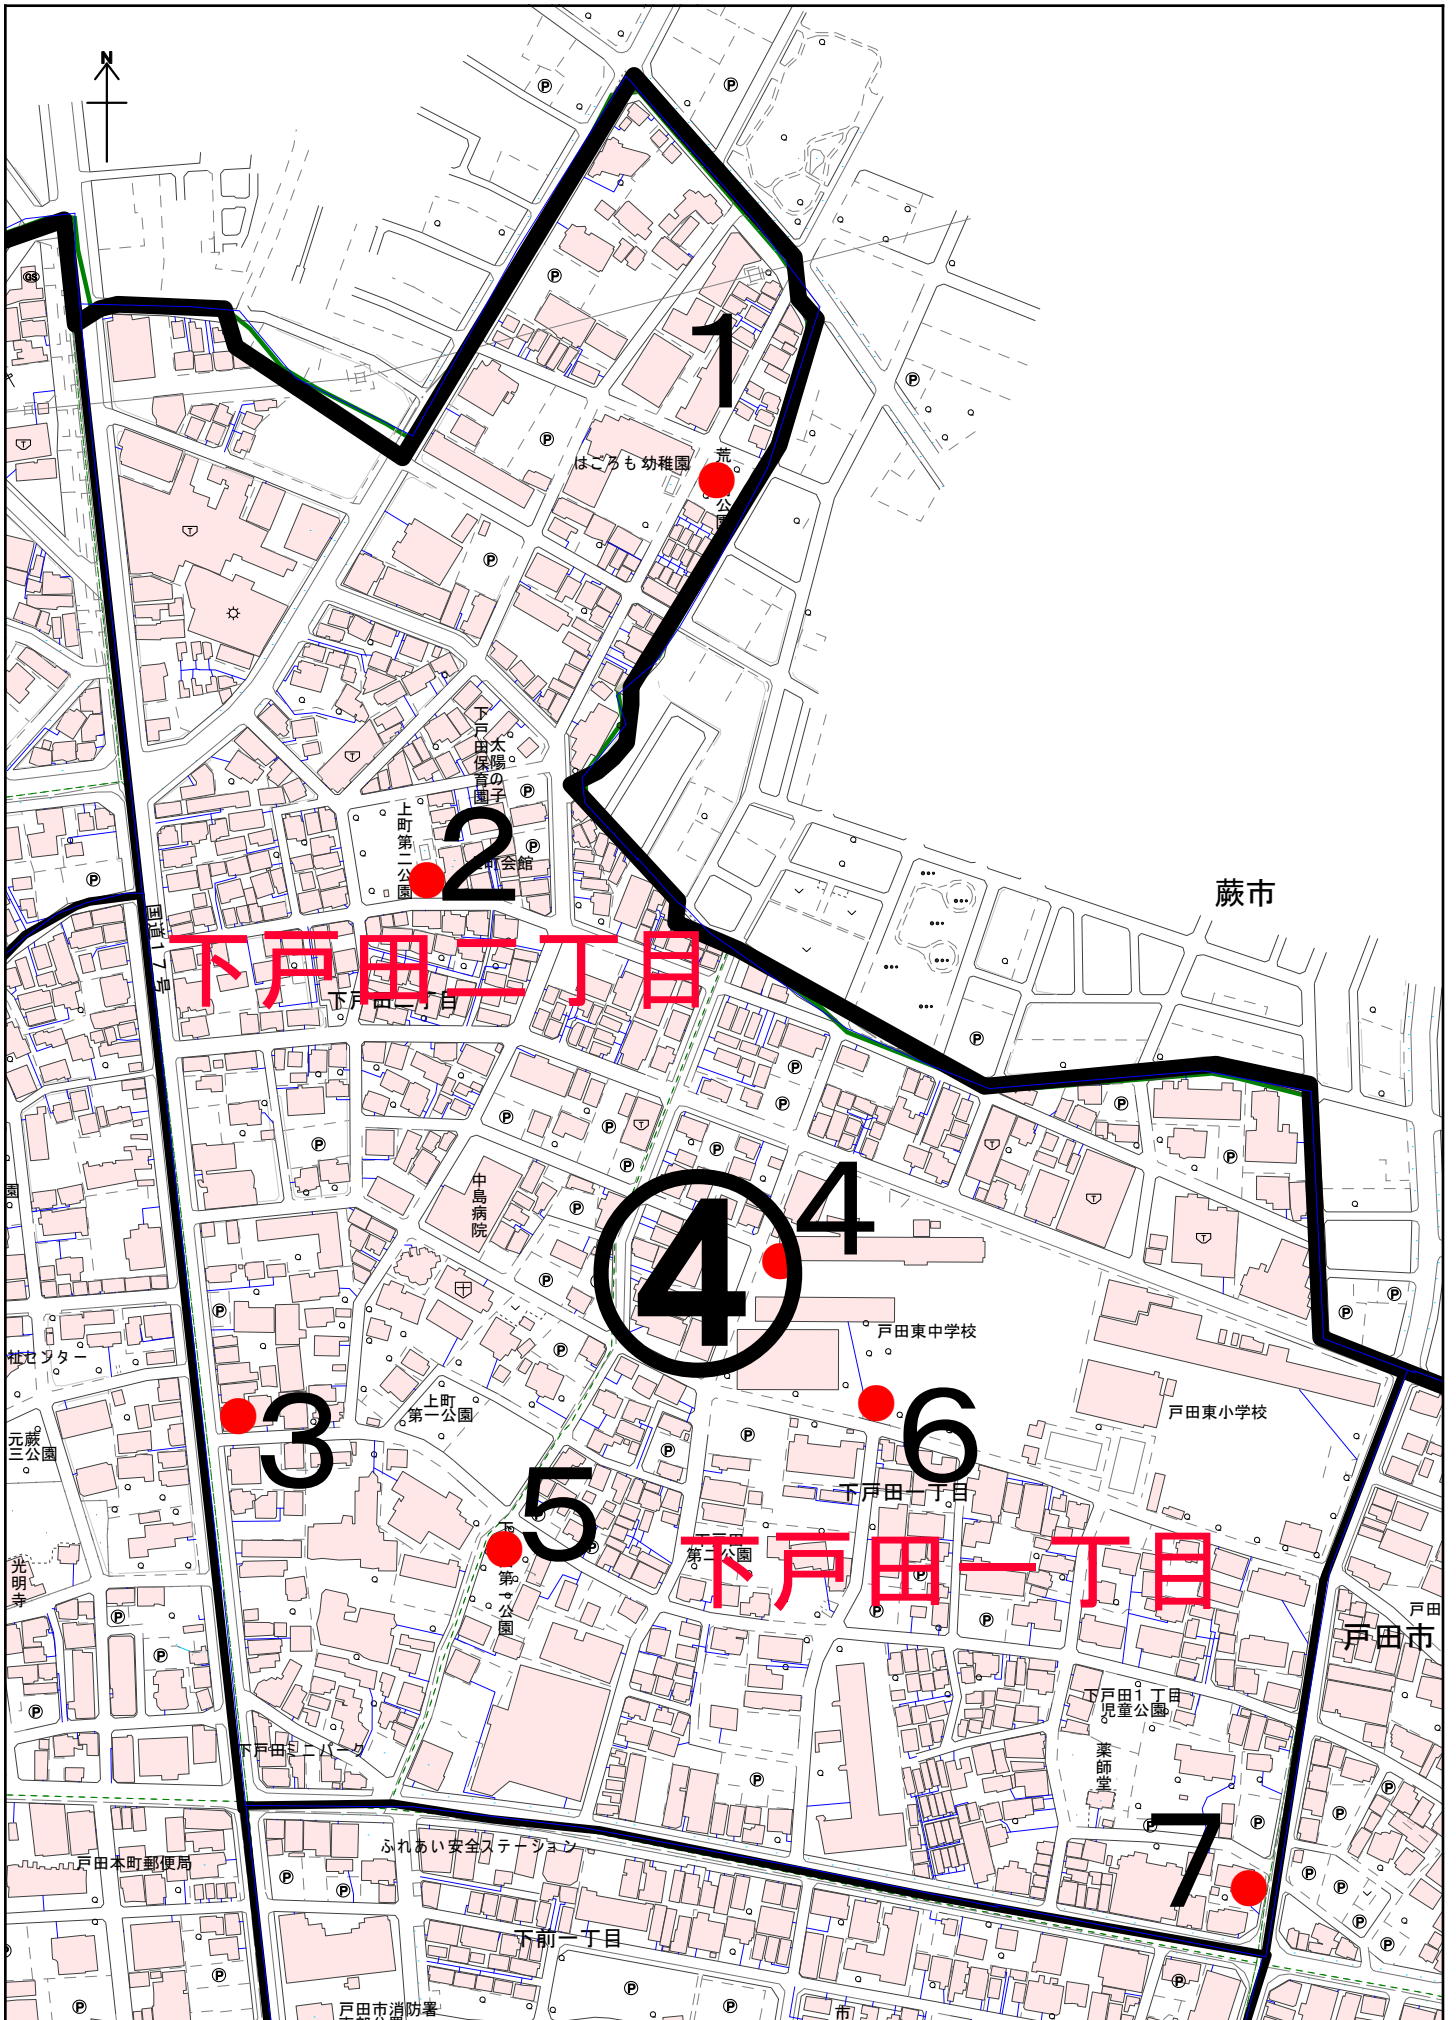 N
1
はごろも幼稚園
荒
公園
下戸田保育園
太陽の子
上町第二公園
2
町会館
蕨市
国道17号
下戸田二丁目
下戸田二丁目
中島病院
4
④
戸田東中学校
祉センター
園
上町
第一公園
3
6
戸田東小学校
元蕨
三公園
5
下戸田一丁目
下戸田一丁目
第二公園
下
第一公園
光明寺
戸田
戸田市
下戸田1丁目
児童公園
下戸田ミニパーク
薬師堂
7
ふれあい安全ステーション
戸田本町郵便局
下前一丁目
戸田市消防署
市